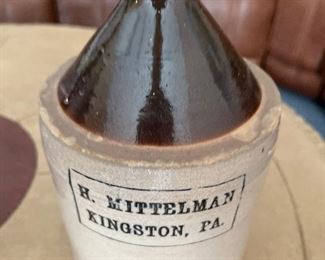 H. MITTELMAN
KINGSTON, PA.